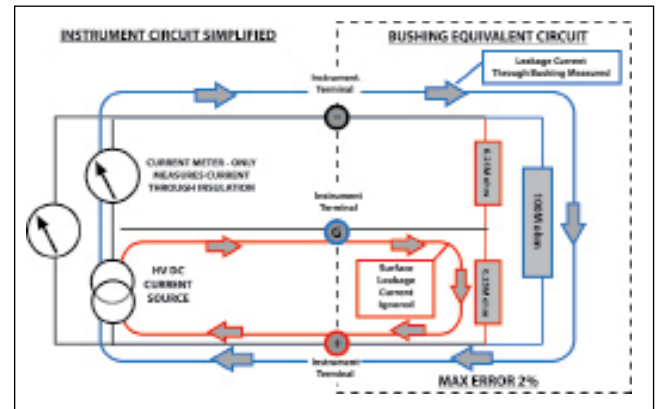 INSTRUMENT CIRCUIT SIMPLIFIED
BUSHING EQUIVALENT CIRCUIT
Leakage Current
Through Bushing Measured
Instrument
Terminal
CURRENT METER - ONLY
MEASURES CURRENT
THROUGH INSULATION
Instrument
Terminal
G
HV DC
CURRENT
SOURCE
Surface
Leakage
Current
Ignored
100M ohm
+
Instrument
Terminal
MAX ERROR 2%